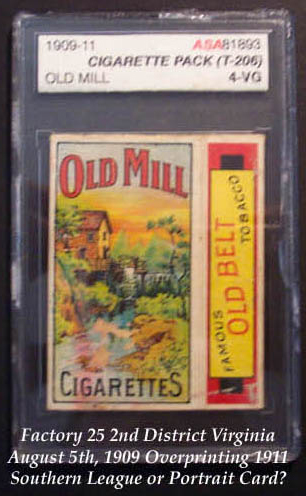 1909-11 ASA81893
CIGARETTE PACK (T-206)
OLD MILL 4-VG
OLD MILL
CIGARETTES
FAMOUS
OLD BELT
TOBACCO
Factory 25 2nd District Virginia
August 5th, 1909 Overprinting 1911
Southern League or Portrait Card?